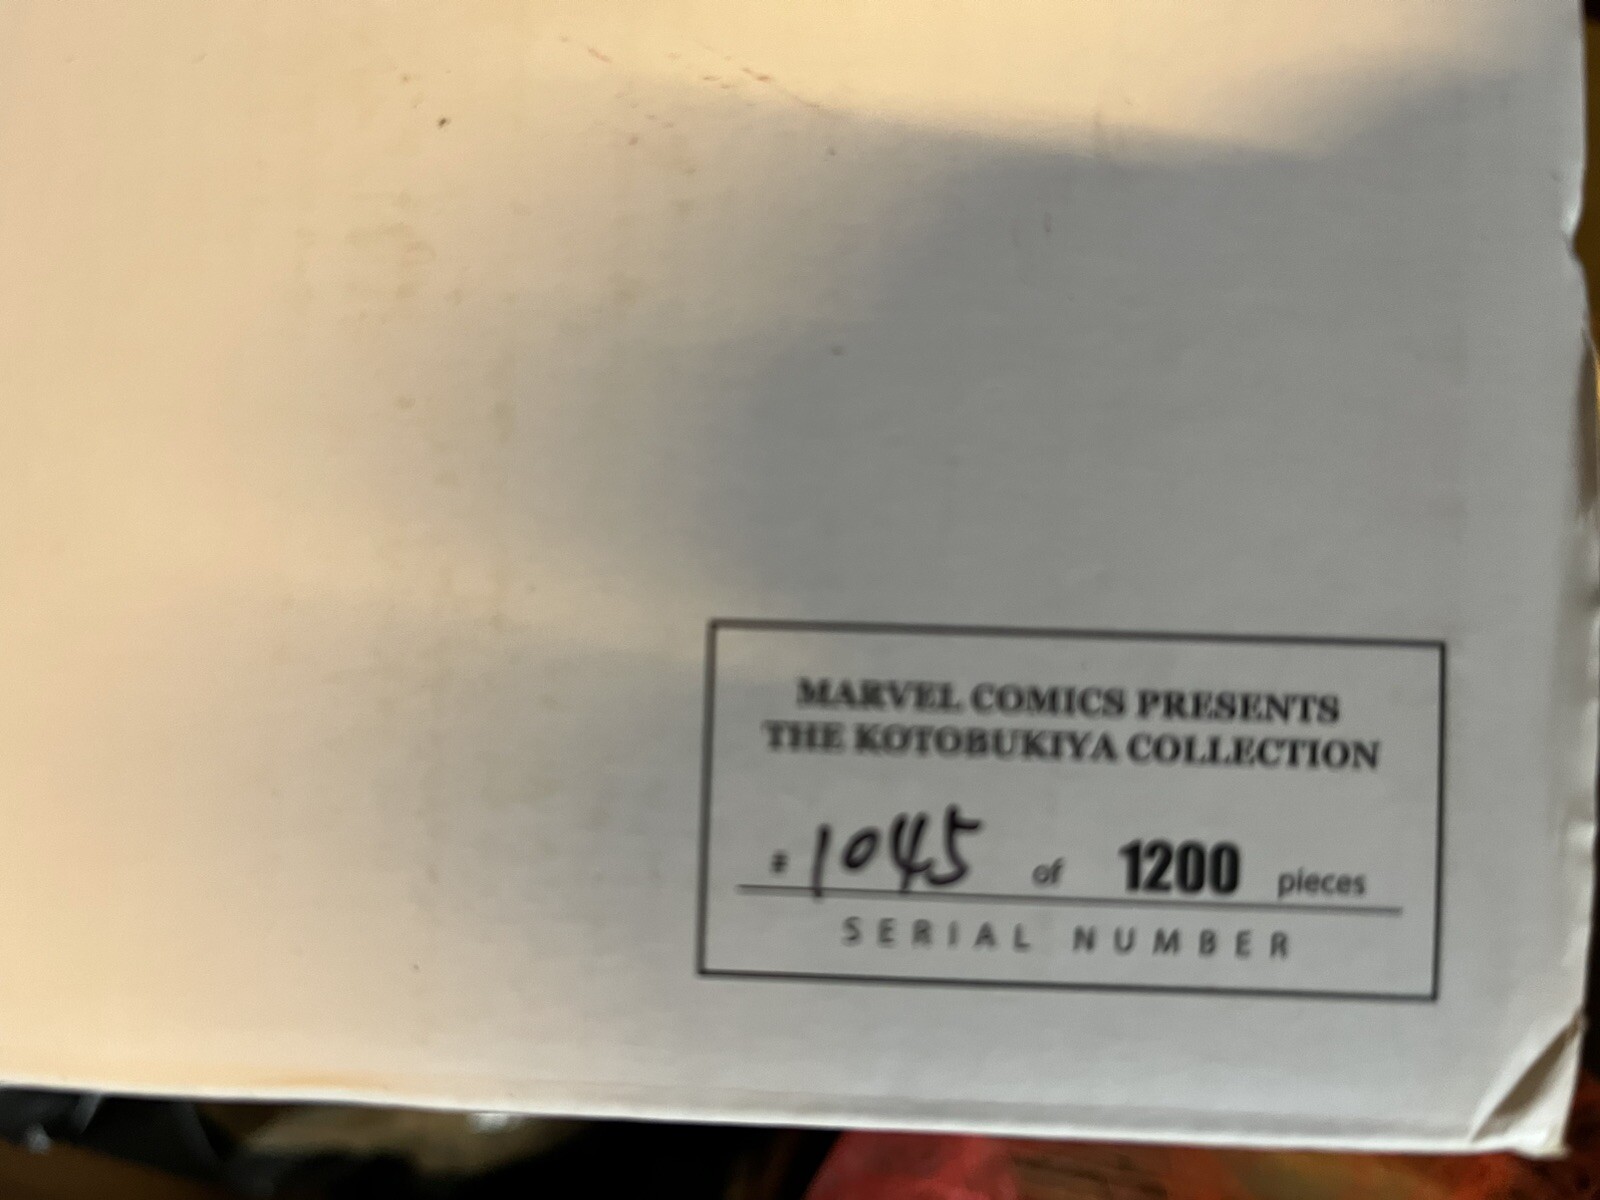 MARVEL COMICS PRESENTS
THE KOTOBUKIYA COLLECTION
# 1045 of 1200 pieces
SERIAL NUMBER